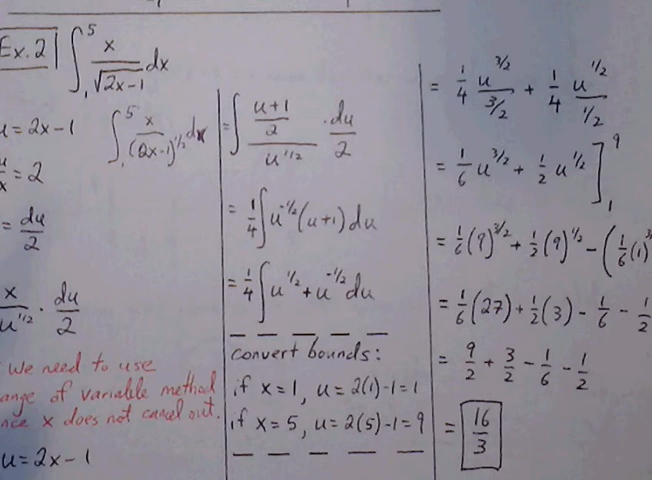 Ex. 2 ∫₁⁵ x/√(2x-1) dx
u = 2x-1
∫₁⁵ x/(2x-1)^(1/2) dx
= 2
= du/2
x/u^(1/2) · du/2
We need to use
ange of variable method
nce x does not cancel out.
u = 2x-1
= ∫ ((u+1)/2)/u^(1/2) · du/2
= 1/4 ∫ u^(-1/2) (u+1) du
= 1/4 ∫ u^(1/2) + u^(-1/2) du
convert bounds:
if x = 1, u = 2(1)-1 = 1
if x = 5, u = 2(5)-1 = 9
= 1/4 u^(3/2)/(3/2) + 1/4 u^(1/2)/(1/2)
= 1/6 u^(3/2) + 1/2 u^(1/2) ]₁⁹
= 1/6 (9)^(3/2) + 1/2 (9)^(1/2) - (1/6 (1)^3
= 1/6 (27) + 1/2 (3) - 1/6 - 1/2
= 9/2 + 3/2 - 1/6 - 1/2
= 16/3